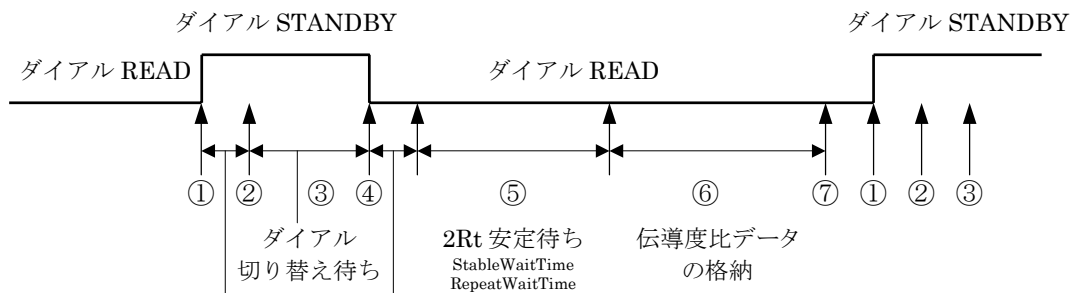 ダイアル STANDBY
ダイアル STANDBY
ダイアル READ
ダイアル READ
① ② ③ ④ ⑤ ⑥ ⑦ ① ② ③
ダイアル
切り替え待ち
2Rt 安定待ち
StableWaitTime
RepeatWaitTime
伝導度比データ
の格納